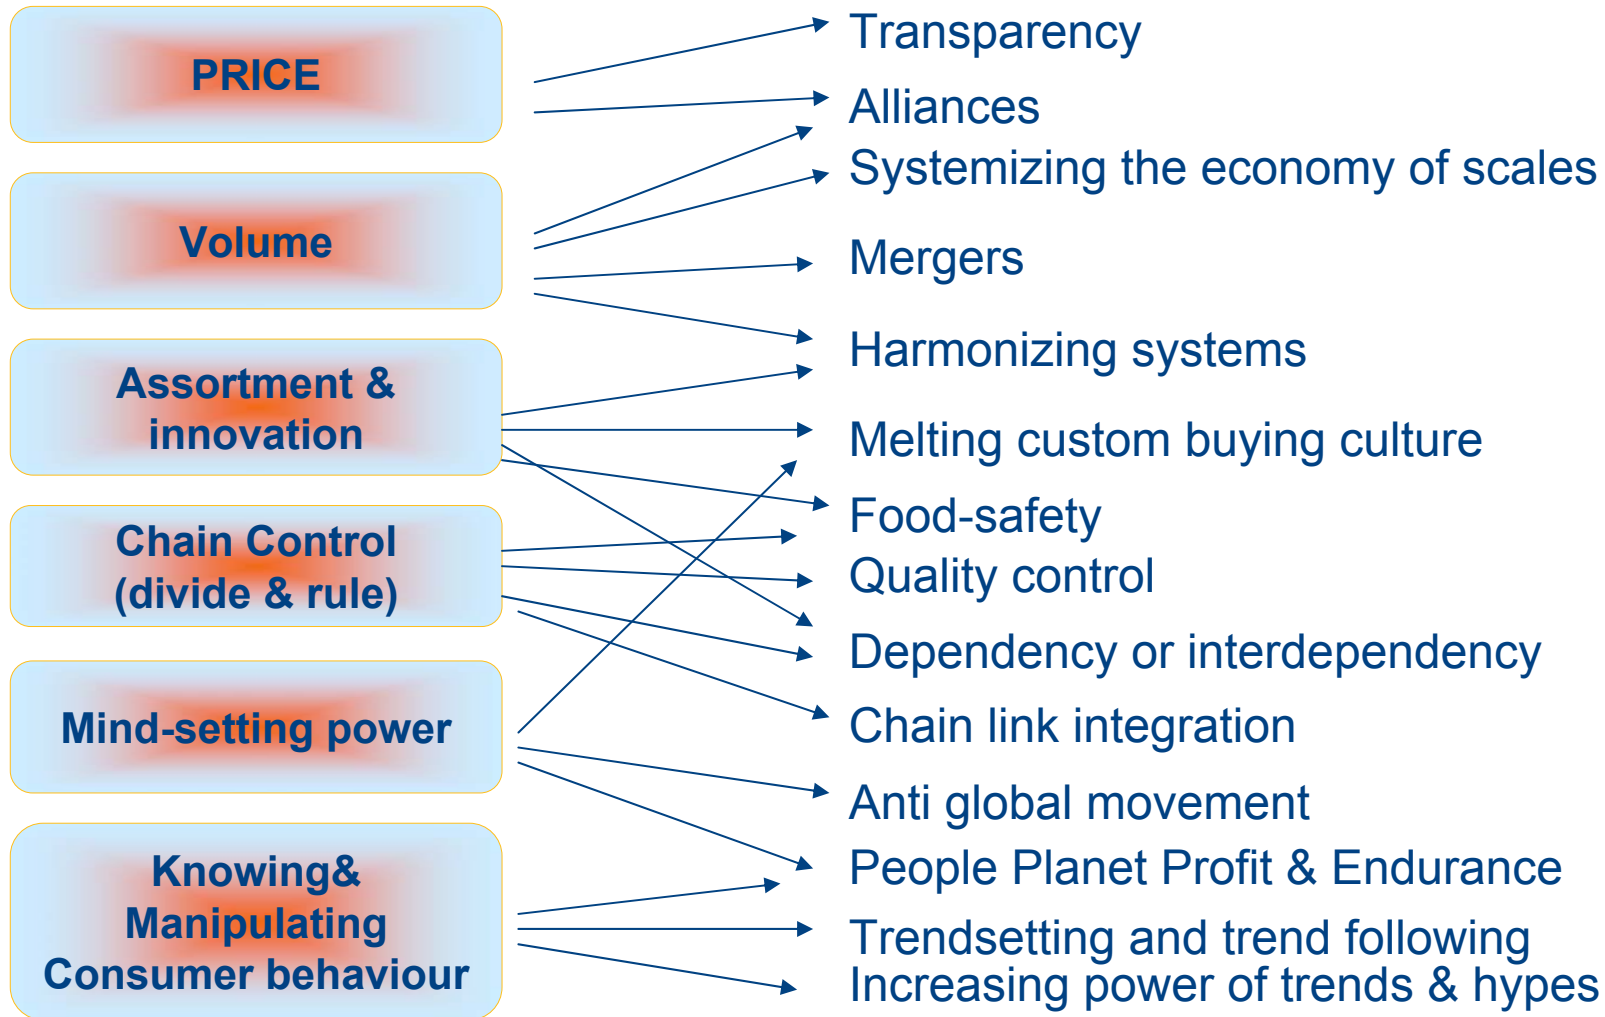 PRICE
Volume
Assortment &
innovation
Chain Control
(divide & rule)
Mind-setting power
Knowing&
Manipulating
Consumer behaviour
Transparency
Alliances
Systemizing the economy of scales
Mergers
Harmonizing systems
Melting custom buying culture
Food-safety
Quality control
Dependency or interdependency
Chain link integration
Anti global movement
People Planet Profit & Endurance
Trendsetting and trend following
Increasing power of trends & hypes